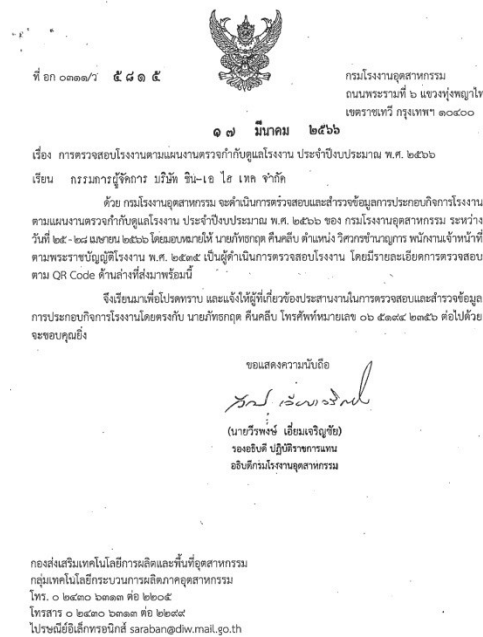 ที่ อก ๐๓๑๑/ว ๕๘๑๕
กรมโรงงานอุตสาหกรรม
ถนนพระรามที่ ๖ แขวงทุ่งพญาไท
เขตราชเทวี กรุงเทพฯ ๑๐๔๐๐
๑๗ มีนาคม ๒๕๖๖
เรื่อง การตรวจสอบโรงงานตามแผนงานตรวจกำกับดูแลโรงงาน ประจำปีงบประมาณ พ.ศ. ๒๕๖๖
เรียน กรรมการผู้จัดการ บริษัท ชิน-เอ ไฮ เทค จำกัด
ด้วย กรมโรงงานอุตสาหกรรม จะดำเนินการตรวจสอบและสำรวจข้อมูลการประกอบกิจการโรงงาน
ตามแผนงานตรวจกำกับดูแลโรงงาน ประจำปีงบประมาณ พ.ศ. ๒๕๖๖ ของ กรมโรงงานอุตสาหกรรม ระหว่าง
วันที่ ๒๕ - ๒๘ เมษายน ๒๕๖๖ โดยมอบหมายให้ นายภัทรกฤต คืนคลีบ ตำแหน่ง วิศวกรชำนาญการ พนักงานเจ้าหน้าที่
ตามพระราชบัญญัติโรงงาน พ.ศ. ๒๕๓๕ เป็นผู้ดำเนินการตรวจสอบโรงงาน โดยมีรายละเอียดการตรวจสอบ
ตาม QR Code ด้านล่างที่ส่งมาพร้อมนี้
จึงเรียนมาเพื่อโปรดทราบ และแจ้งให้ผู้ที่เกี่ยวข้องประสานงานในการตรวจสอบและสำรวจข้อมูล
การประกอบกิจการโรงงานโดยตรงกับ นายภัทรกฤต คืนคลีบ โทรศัพท์หมายเลข ๐๖ ๕๑๙๔ ๒๓๕๖ ต่อไปด้วย
จะขอบคุณยิ่ง
ขอแสดงความนับถือ
(นายวีรพงษ์ เอี่ยมเจริญชัย)
รองอธิบดี ปฏิบัติราชการแทน
อธิบดีกรมโรงงานอุตสาหกรรม
กองส่งเสริมเทคโนโลยีการผลิตและพื้นที่อุตสาหกรรม
กลุ่มเทคโนโลยีกระบวนการผลิตภาคอุตสาหกรรม
โทร. ๐ ๒๔๓๐ ๖๓๑๓ ต่อ ๒๒๐๕
โทรสาร ๐ ๒๔๓๐ ๖๓๑๓ ต่อ ๒๒๙๙
ไปรษณีย์อิเล็กทรอนิกส์ saraban@diw.mail.go.th